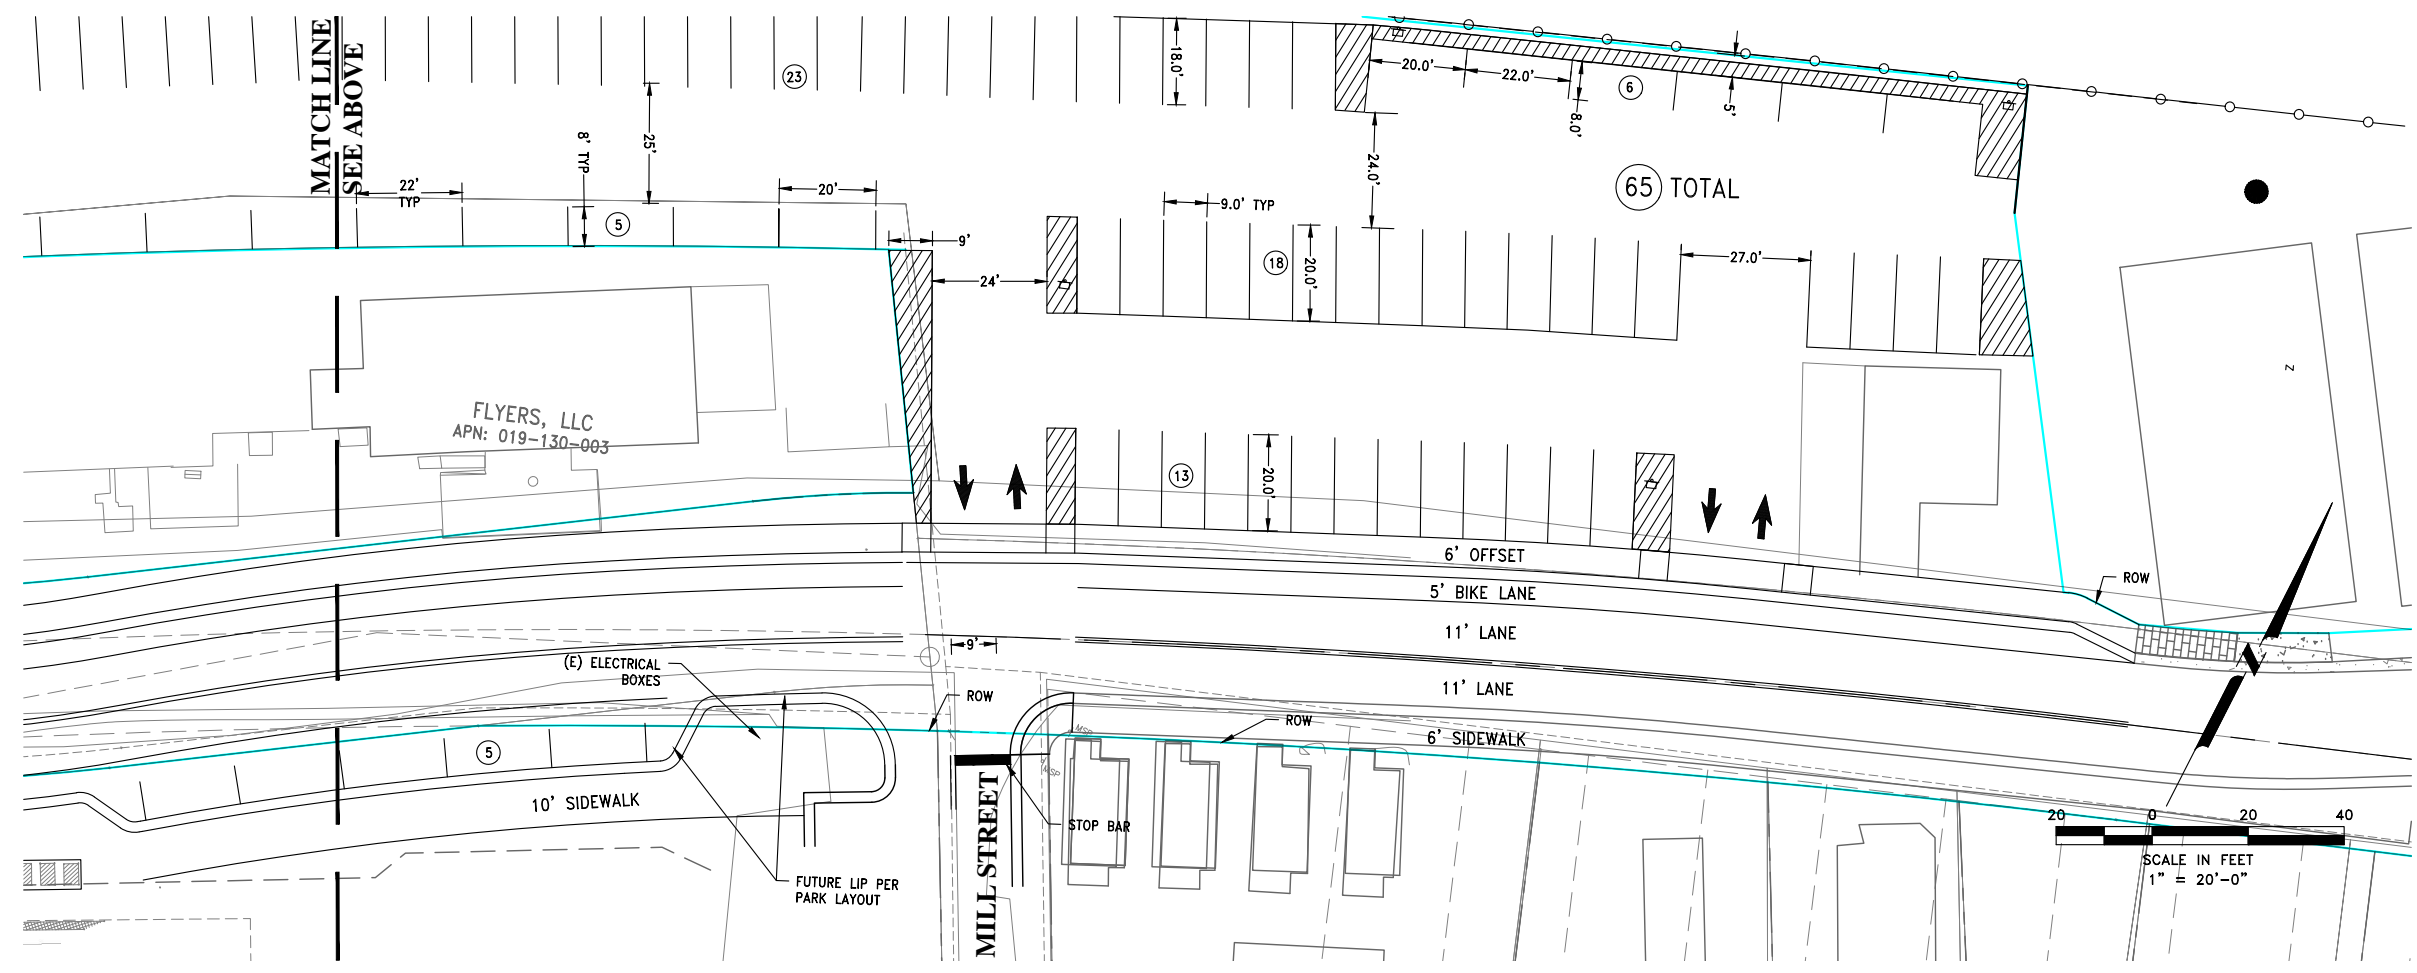 MATCH LINE
SEE ABOVE
23
18.0'
20.0'
22.0'
8.0'
6
5'
25'
8' TYP
22'
TYP
20'
5
9'
24'
9.0' TYP
24.0'
65 TOTAL
18
20.0'
27.0'
Z
FLYERS, LLC
APN: 019-130-003
13
20.0'
6' OFFSET
5' BIKE LANE
11' LANE
11' LANE
6' SIDEWALK
ROW
9'
(E) ELECTRICAL
BOXES
ROW
ROW
MSP
MSP
5
10' SIDEWALK
STOP BAR
MILL STREET
FUTURE LIP PER
PARK LAYOUT
20 0 20 40
SCALE IN FEET
1" = 20'-0"